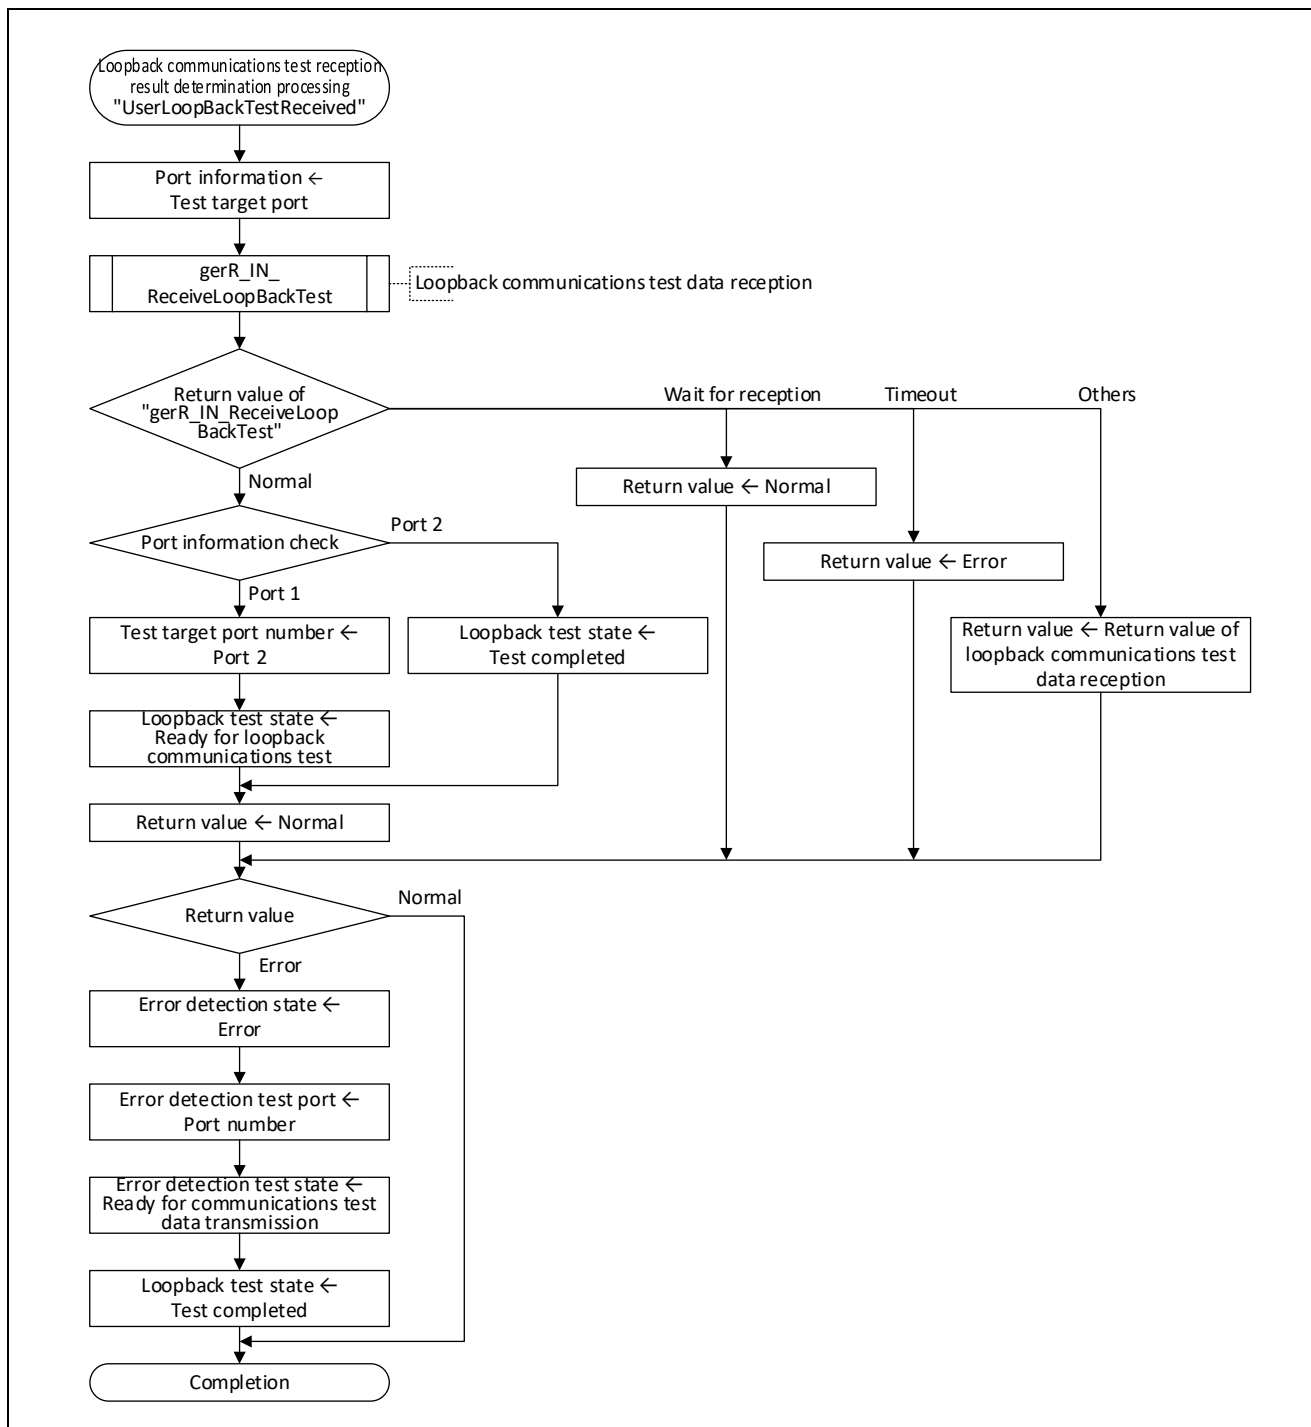 Loopback communications test reception
result determination processing
"UserLoopBackTestReceived"
Port information ←
Test target port
gerR_IN_
ReceiveLoopBackTest
Loopback communications test data reception
Return value of
"gerR_IN_ReceiveLoop
BackTest"
Wait for reception
Timeout
Others
Normal
Return value ← Normal
Port information check
Port 2
Return value ← Error
Port 1
Test target port number ←
Port 2
Loopback test state ←
Test completed
Return value ← Return value of
loopback communications test
data reception
Loopback test state ←
Ready for loopback
communications test
Return value ← Normal
Return value
Normal
Error
Error detection state ←
Error
Error detection test port ←
Port number
Error detection test state ←
Ready for communications test
data transmission
Loopback test state ←
Test completed
Completion